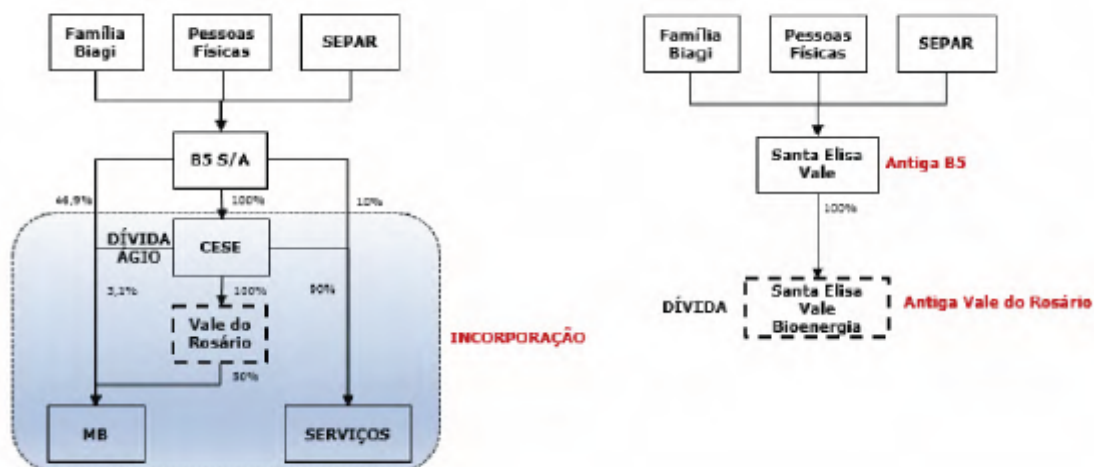 Família
Biagi
Pessoas
Físicas
SEPAR
B5 S/A
46,9%
100%
10%
DÍVIDA
ÁGIO
CESE
3,1%
100%
90%
Vale do
Rosário
50%
MB
SERVIÇOS
INCORPORAÇÃO
Família
Biagi
Pessoas
Físicas
SEPAR
Santa Elisa
Vale
Antiga B5
100%
DÍVIDA
Santa Elisa
Vale
Bioenergia
Antiga Vale do Rosário